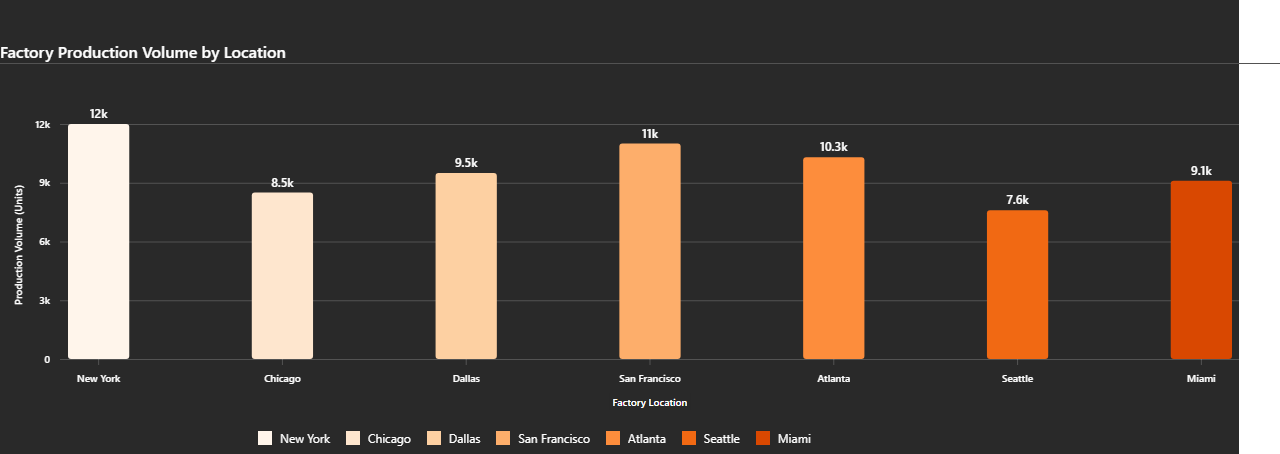 Factory Production Volume by Location
12k
8.5k
9.5k
11k
10.3k
7.6k
9.1k
12k
9k
6k
3k
0
Production Volume (Units)
New York Chicago Dallas San Francisco Atlanta Seattle Miami
Factory Location
New York Chicago Dallas San Francisco Atlanta Seattle Miami